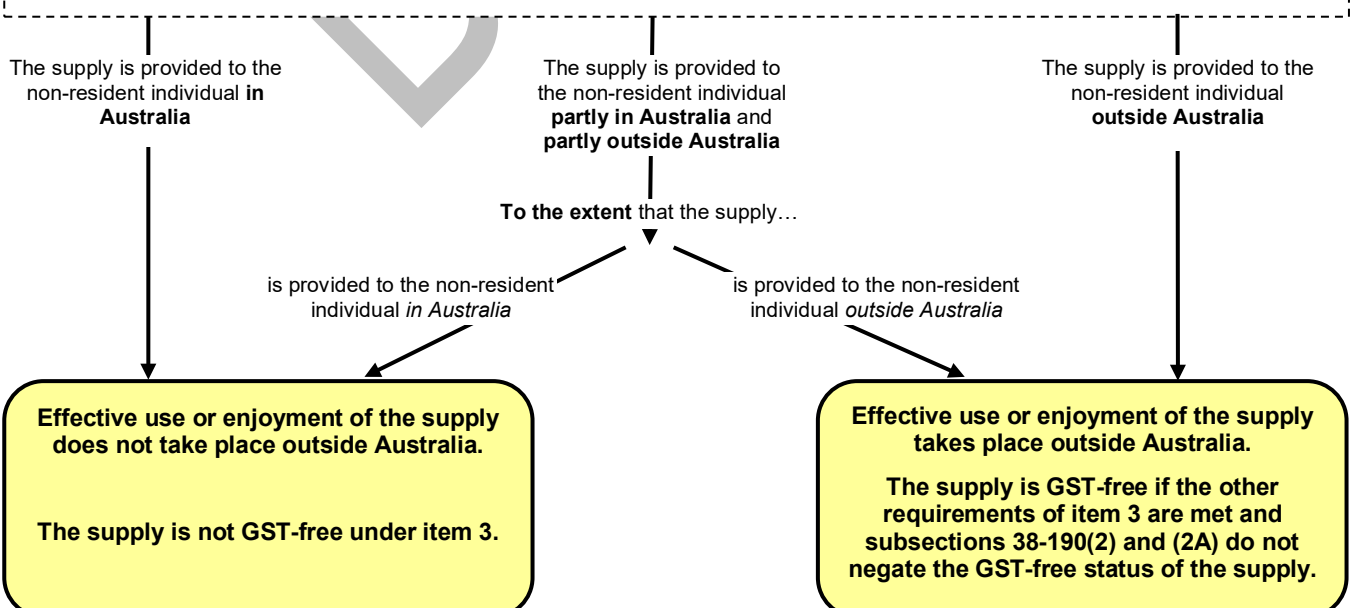 The supply is provided to the
non-resident individual in
Australia
The supply is provided to
the non-resident individual
partly in Australia and
partly outside Australia
The supply is provided to the
non-resident individual
outside Australia
To the extent that the supply…
is provided to the non-resident
individual in Australia
is provided to the non-resident
individual outside Australia
Effective use or enjoyment of the supply
does not take place outside Australia.
The supply is not GST-free under item 3.
Effective use or enjoyment of the supply
takes place outside Australia.
The supply is GST-free if the other
requirements of item 3 are met and
subsections 38-190(2) and (2A) do not
negate the GST-free status of the supply.